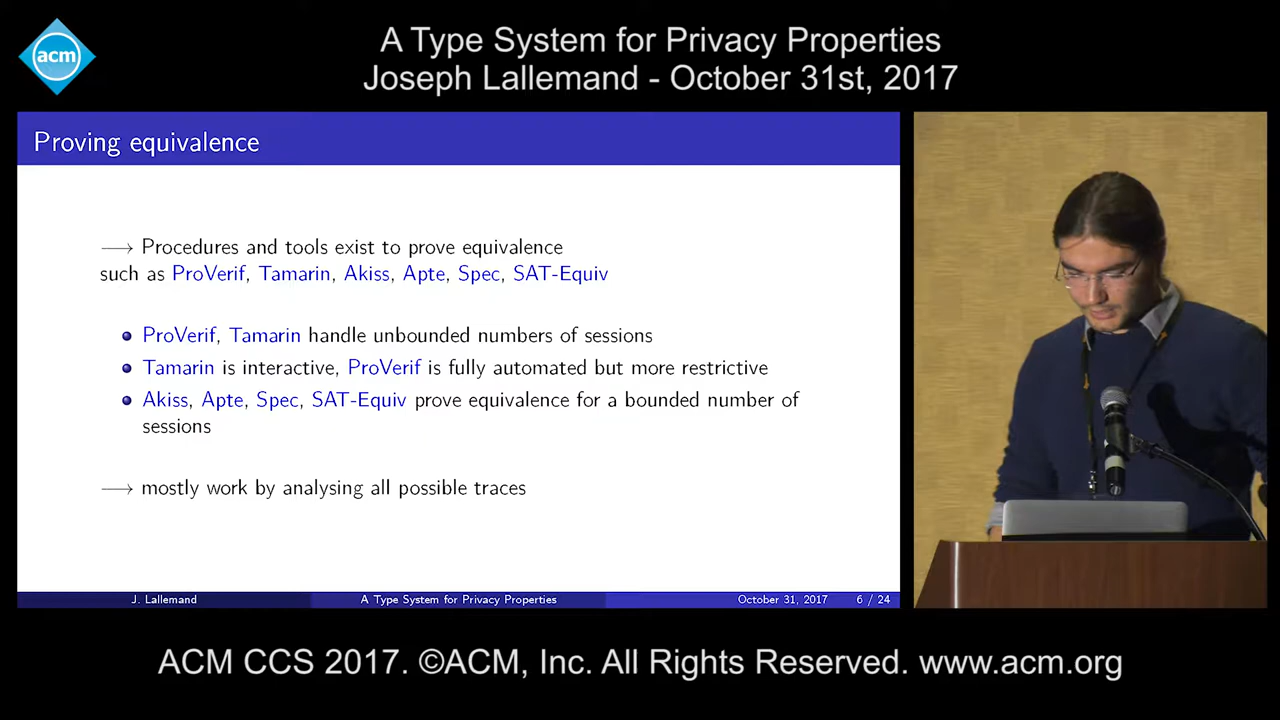 acm
A Type System for Privacy Properties
Joseph Lallemand - October 31st, 2017
Proving equivalence
⟶ Procedures and tools exist to prove equivalence
such as ProVerif, Tamarin, Akiss, Apte, Spec, SAT-Equiv
ProVerif, Tamarin handle unbounded numbers of sessions
Tamarin is interactive, ProVerif is fully automated but more restrictive
Akiss, Apte, Spec, SAT-Equiv prove equivalence for a bounded number of
sessions
⟶ mostly work by analysing all possible traces
J. Lallemand A Type System for Privacy Properties October 31, 2017 6 / 24
ACM CCS 2017. ©ACM, Inc. All Rights Reserved. www.acm.org